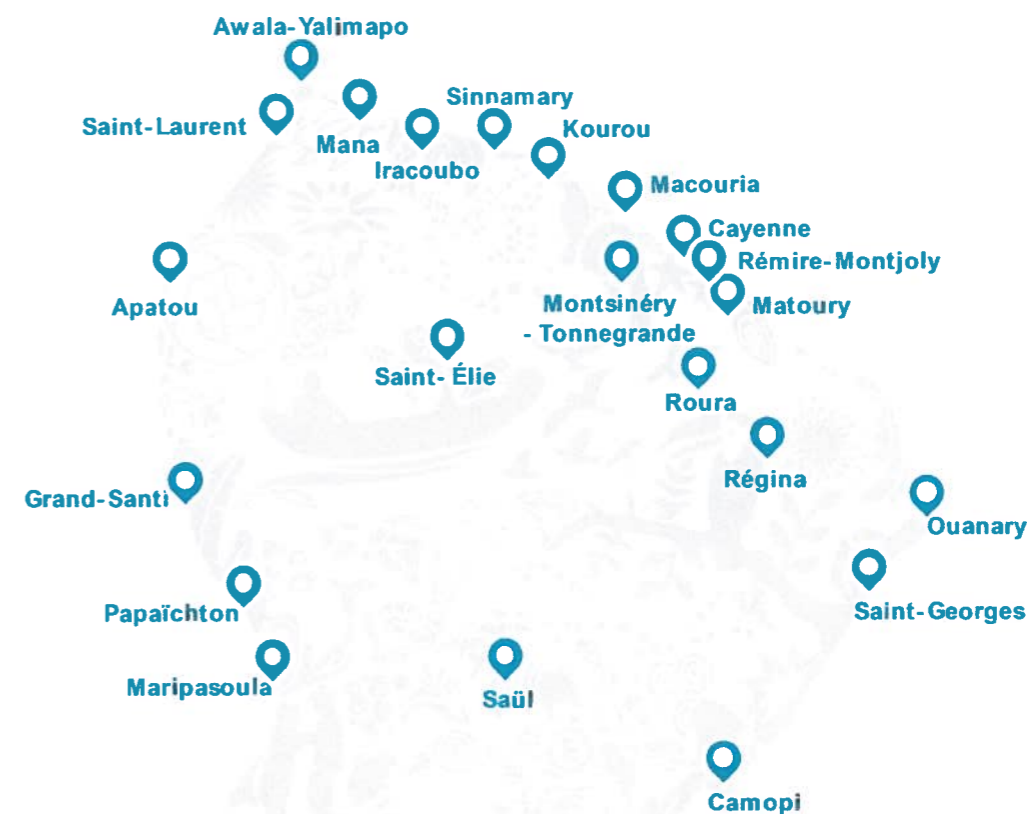 Awala-Yalimapo
Sinnamary
Saint-Laurent
Kourou
Mana
Iracoubo
Macouria
Cayenne
Rémire-Montjoly
Apatou
Montsinéry
- Tonnegrande
Matoury
Saint- Élie
Roura
Régina
Grand-Santi
Ouanary
Papaïchton
Saint-Georges
Maripasoula
Saül
Camopi